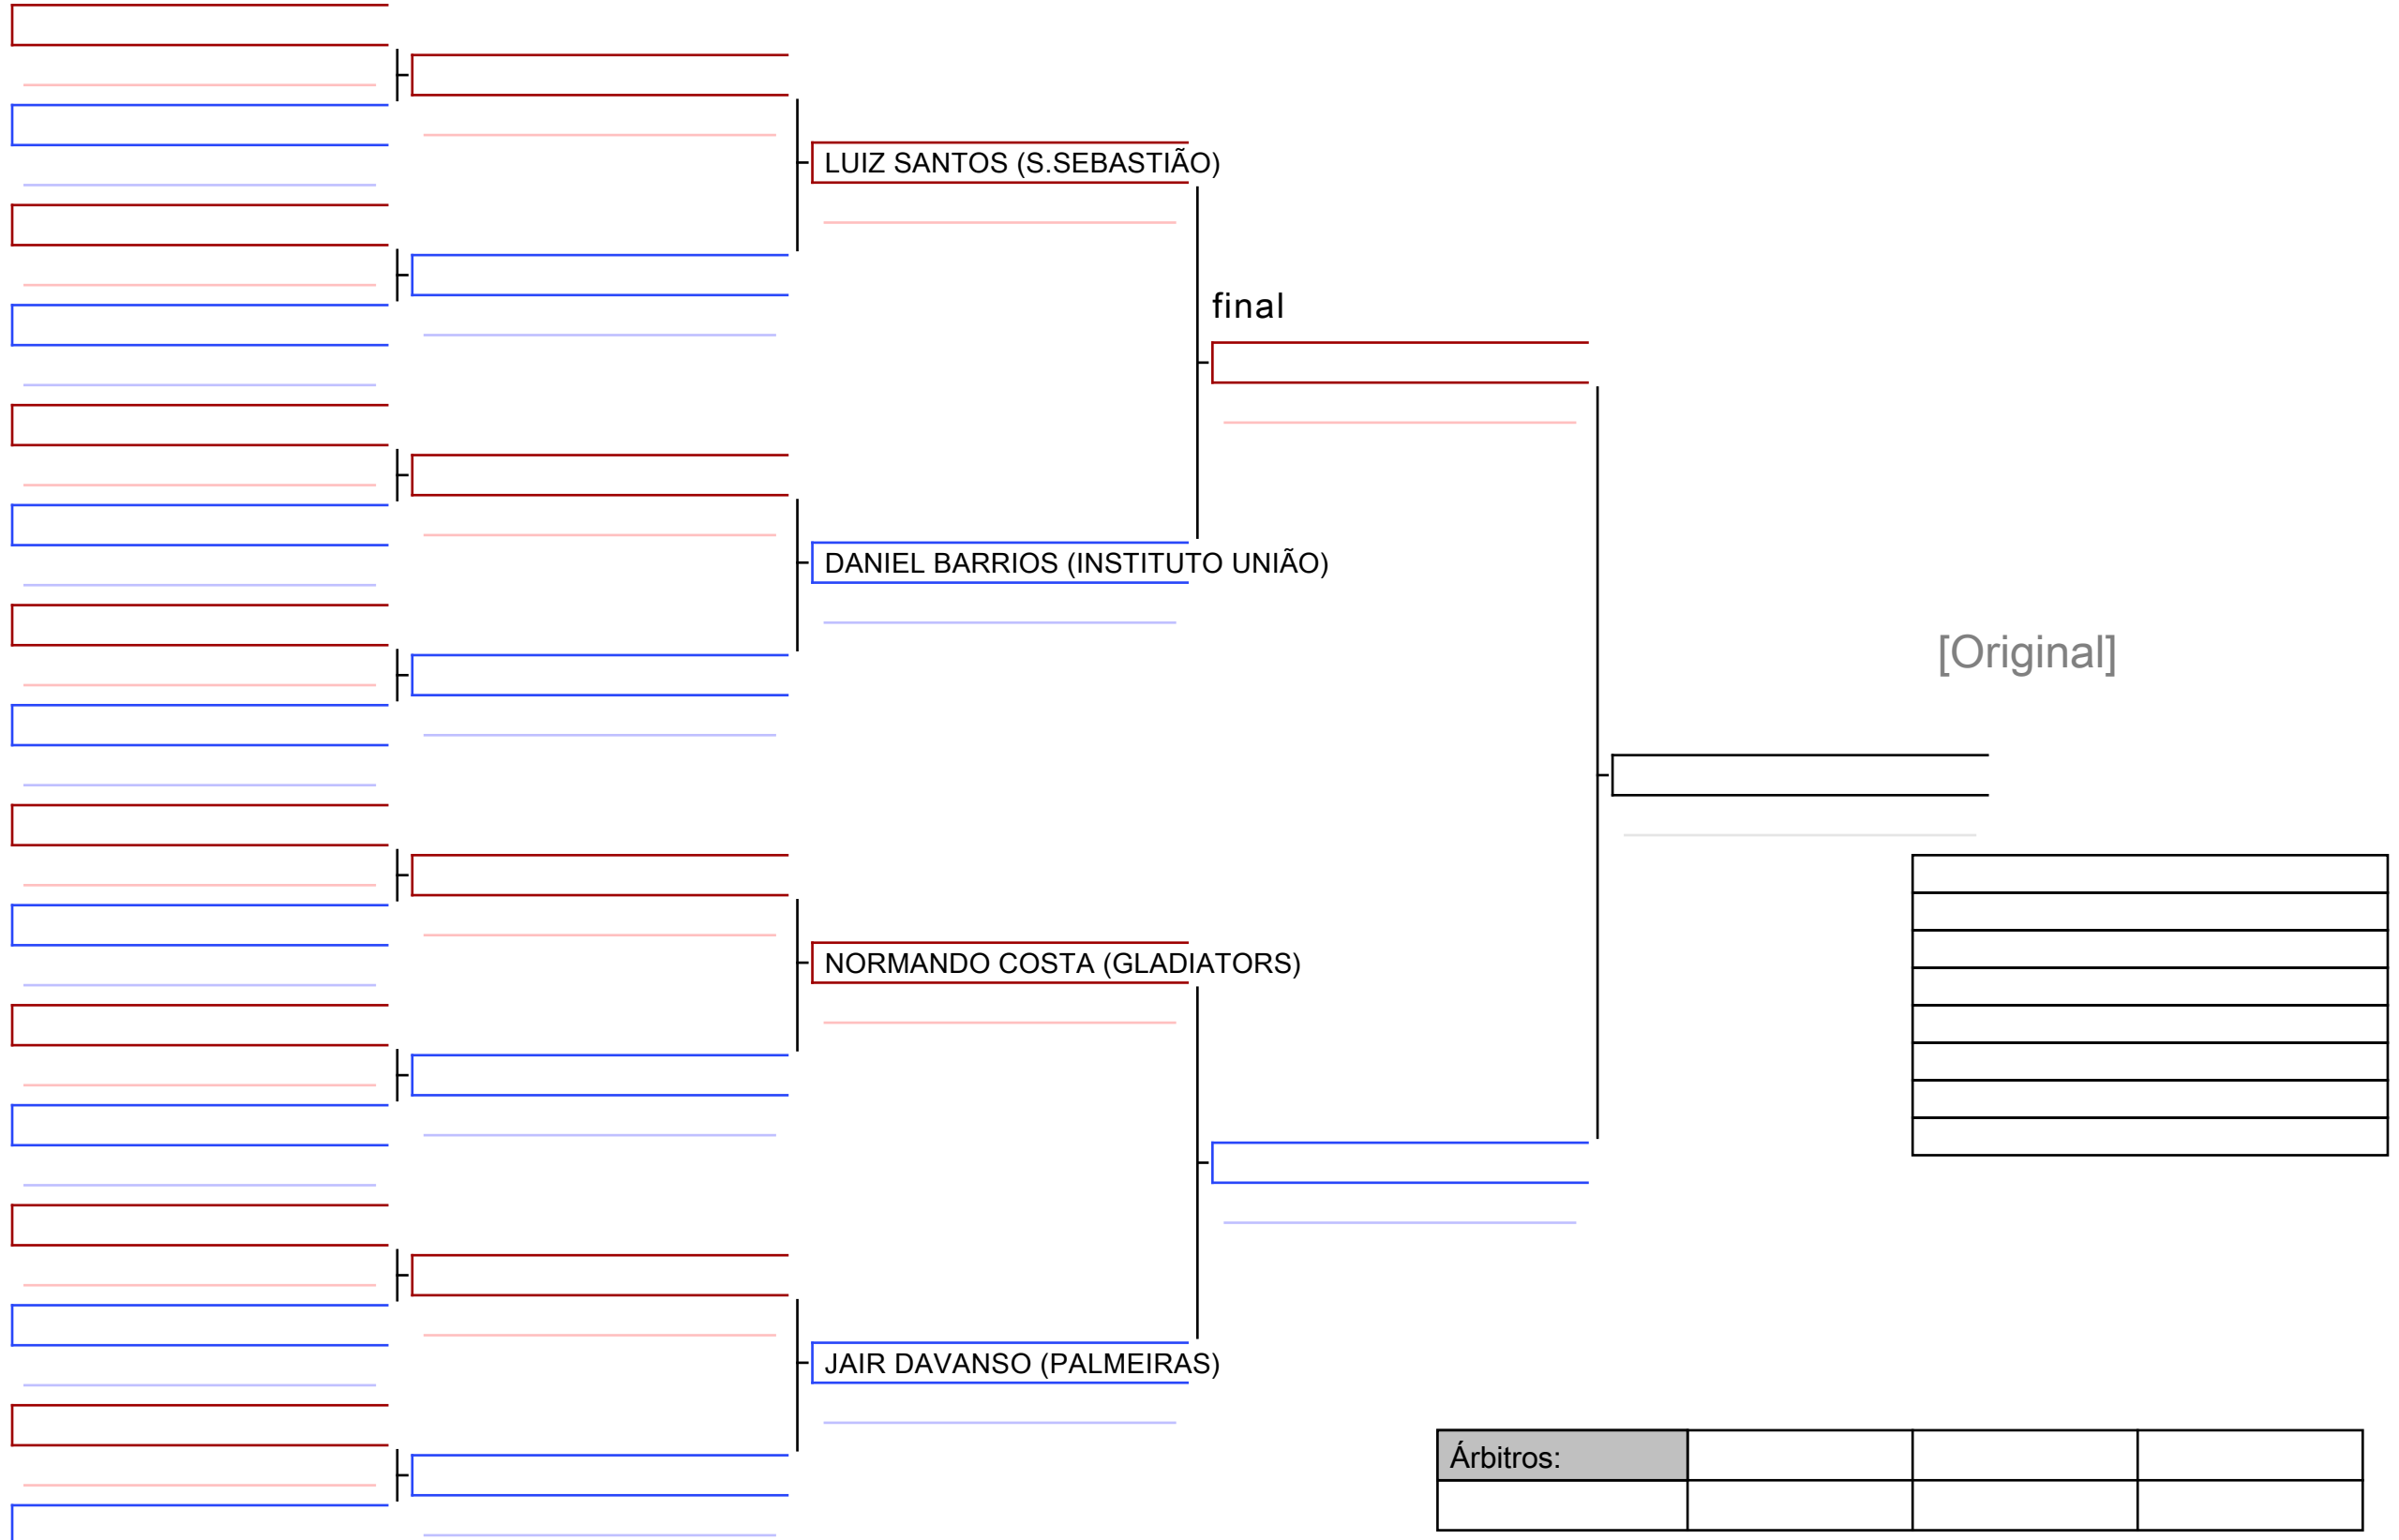 LUIZ SANTOS (S.SEBASTIÃO)
final
DANIEL BARRIOS (INSTITUTO UNIÃO)
[Original]
NORMANDO COSTA (GLADIATORS)
JAIR DAVANSO (PALMEIRAS)
Árbitros: